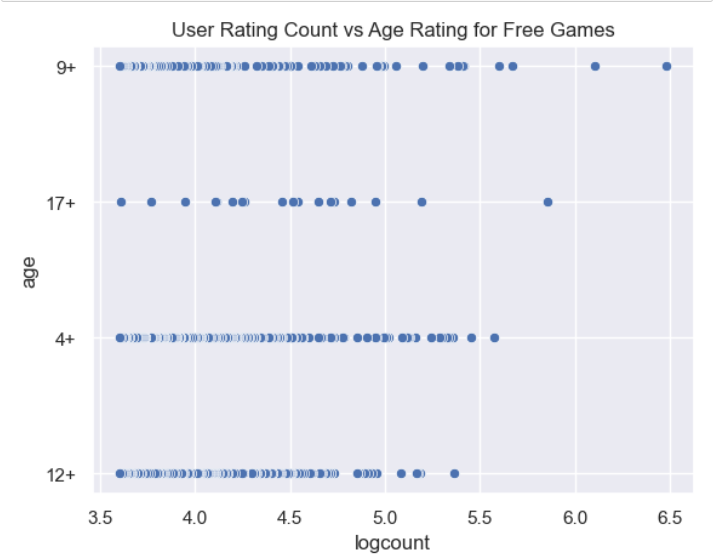 User Rating Count vs Age Rating for Free Games
9+
17+
age
4+
12+
3.5 4.0 4.5 5.0 5.5 6.0 6.5
logcount